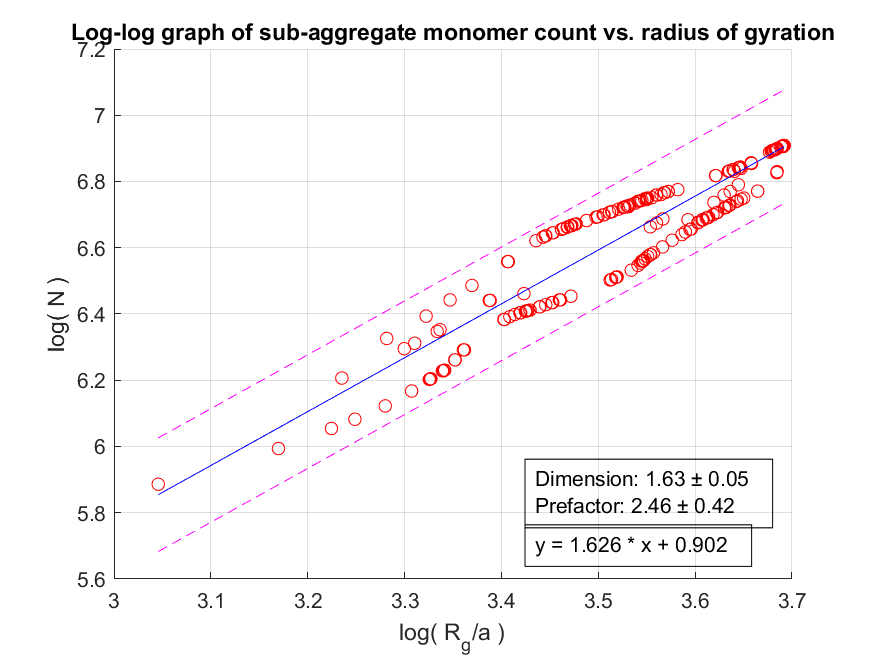 Log-log graph of sub-aggregate monomer count vs. radius of gyration
7.2
7
6.8
6.6
6.4
6.2
6
5.8
5.6
log( N )
Dimension: 1.63 ± 0.05
Prefactor: 2.46 ± 0.42
y = 1.626 * x + 0.902
3 3.1 3.2 3.3 3.4 3.5 3.6 3.7
log( R_g/a )